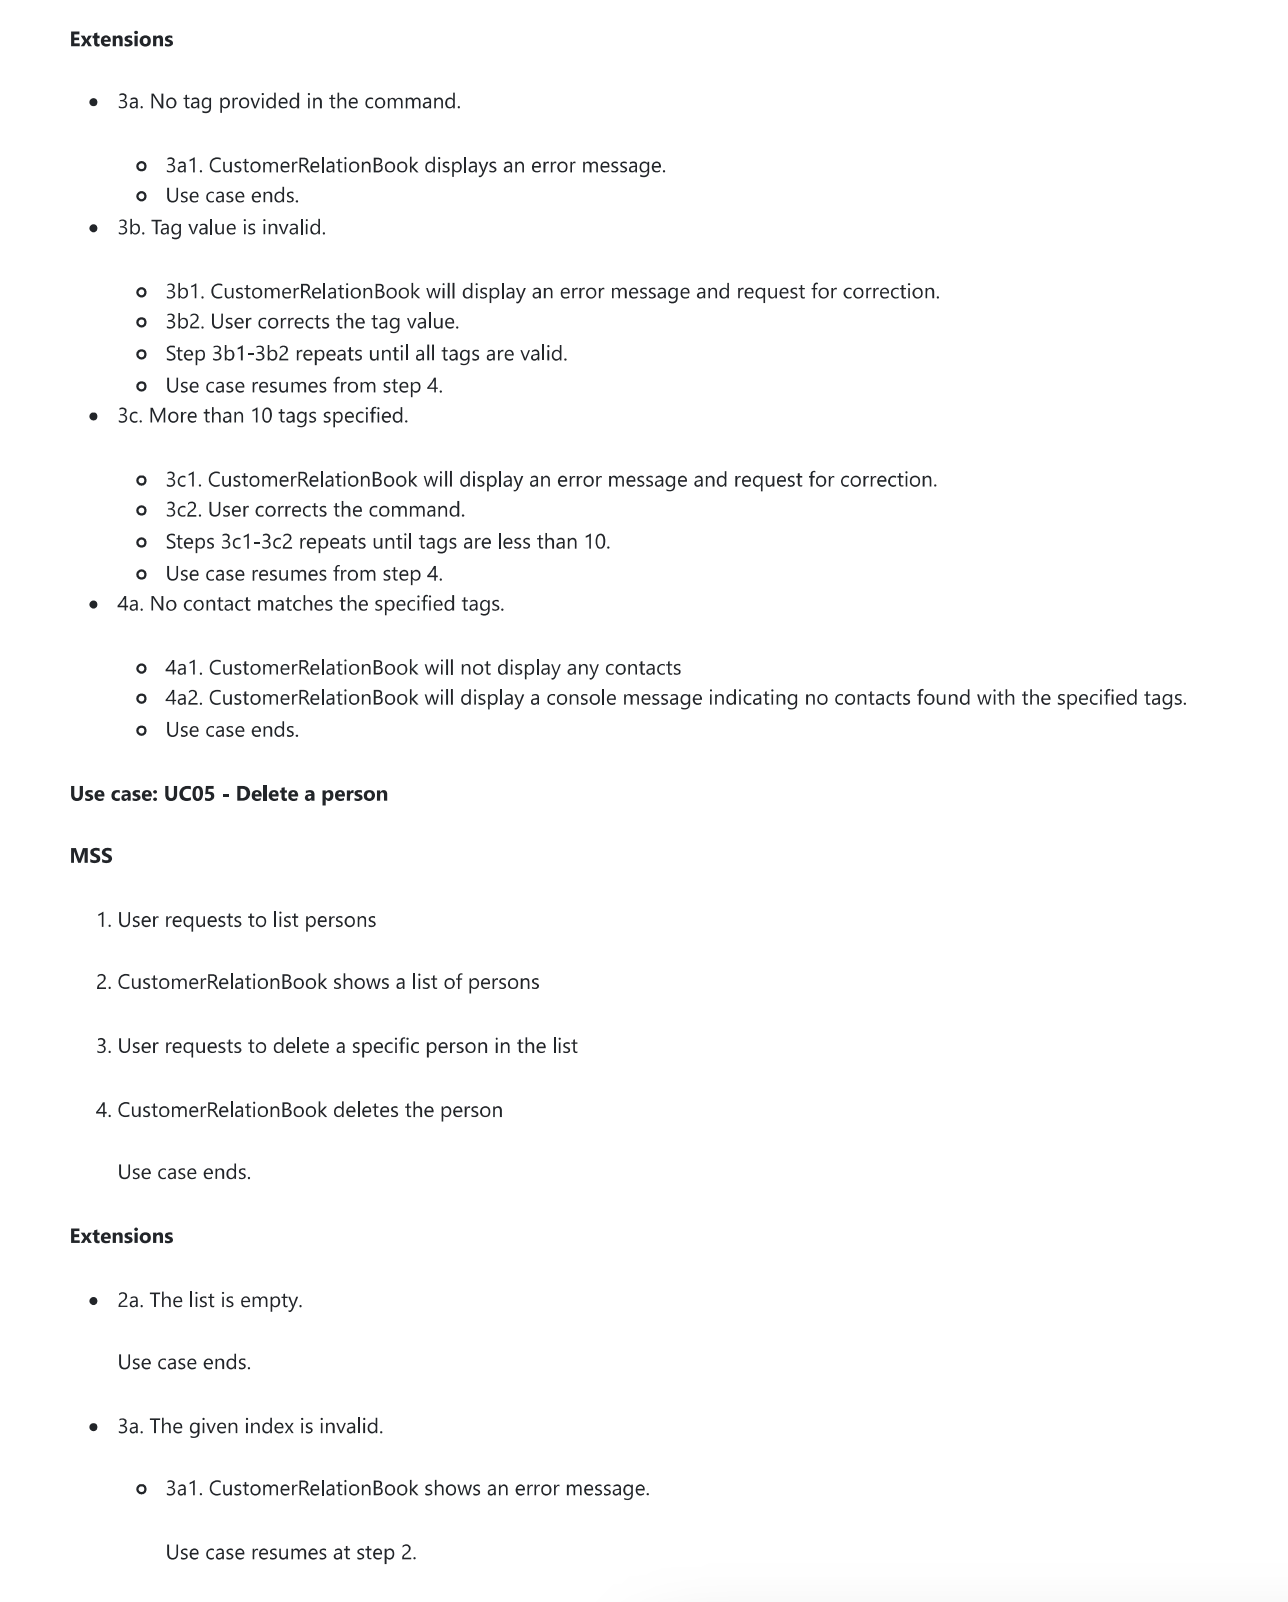 Extensions
• 3a. No tag provided in the command.
○ 3a1. CustomerRelationBook displays an error message.
○ Use case ends.
• 3b. Tag value is invalid.
○ 3b1. CustomerRelationBook will display an error message and request for correction.
○ 3b2. User corrects the tag value.
○ Step 3b1-3b2 repeats until all tags are valid.
○ Use case resumes from step 4.
• 3c. More than 10 tags specified.
○ 3c1. CustomerRelationBook will display an error message and request for correction.
○ 3c2. User corrects the command.
○ Steps 3c1-3c2 repeats until tags are less than 10.
○ Use case resumes from step 4.
• 4a. No contact matches the specified tags.
○ 4a1. CustomerRelationBook will not display any contacts
○ 4a2. CustomerRelationBook will display a console message indicating no contacts found with the specified tags.
○ Use case ends.
Use case: UC05 - Delete a person
MSS
1. User requests to list persons
2. CustomerRelationBook shows a list of persons
3. User requests to delete a specific person in the list
4. CustomerRelationBook deletes the person
Use case ends.
Extensions
• 2a. The list is empty.
Use case ends.
• 3a. The given index is invalid.
○ 3a1. CustomerRelationBook shows an error message.
Use case resumes at step 2.